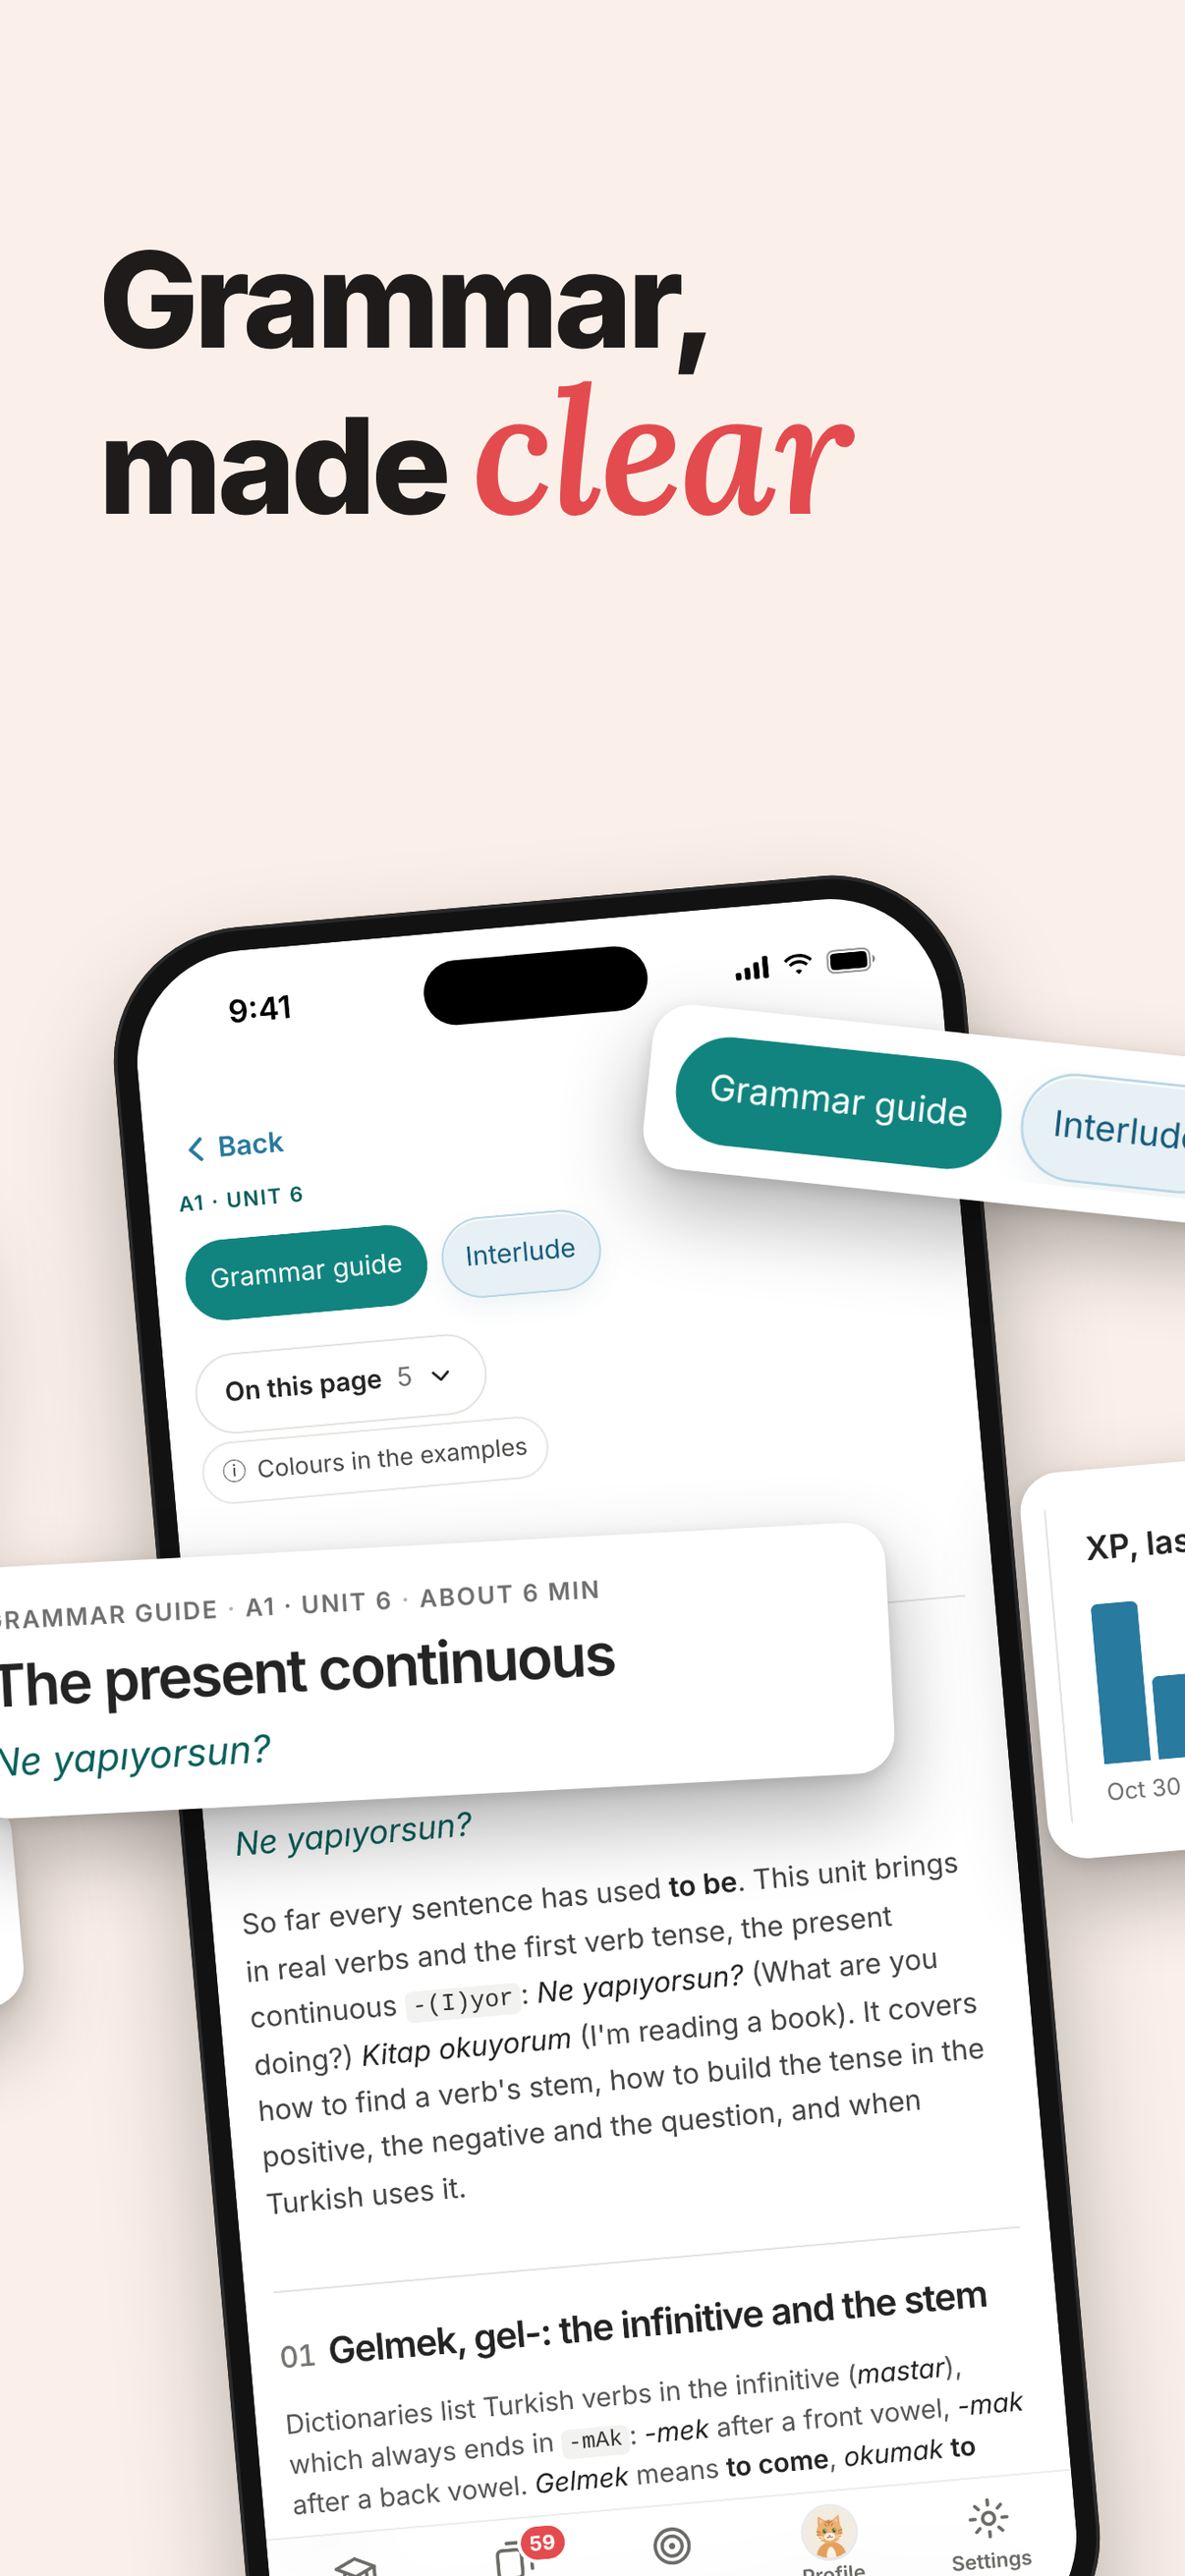 Grammar,
made clear
9:41
Grammar guide
Back
A1 · UNIT 6
Grammar guide Interlude
On this page 5
Colours in the examples
XP,
GRAMMAR GUIDE · A1 · UNIT 6 · ABOUT 6 MIN
The present continuous
Ne yapıyorsun?
Oct 30
Ne yapıyorsun?
So far every sentence has used to be. This unit brings
in real verbs and the first verb tense, the present
continuous -(I)yor: Ne yapıyorsun? (What are you
doing?) Kitap okuyorum (I'm reading a book). It covers
how to find a verb's stem, how to build the tense in the
positive, the negative and the question, and when
Turkish uses it.
01 Gelmek, gel-: the infinitive and the stem
Dictionaries list Turkish verbs in the infinitive (mastar),
which always ends in -mAk: -mek after a front vowel, -mak
after a back vowel. Gelmek means to come, okumak to
59
Profile
Settings